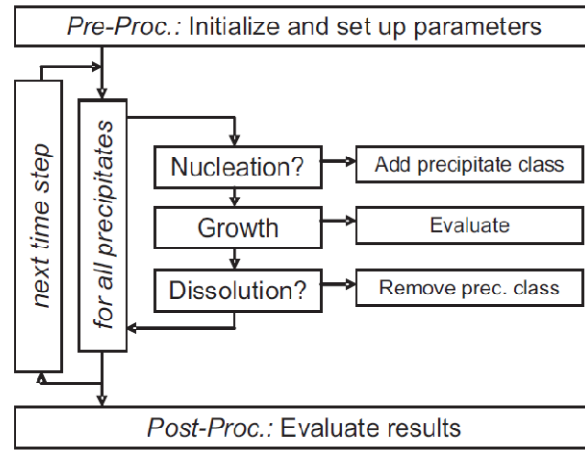 Pre-Proc.: Initialize and set up parameters
next time step
for all precipitates
Nucleation?
Add precipitate class
Growth
Evaluate
Dissolution?
Remove prec. class
Post-Proc.: Evaluate results